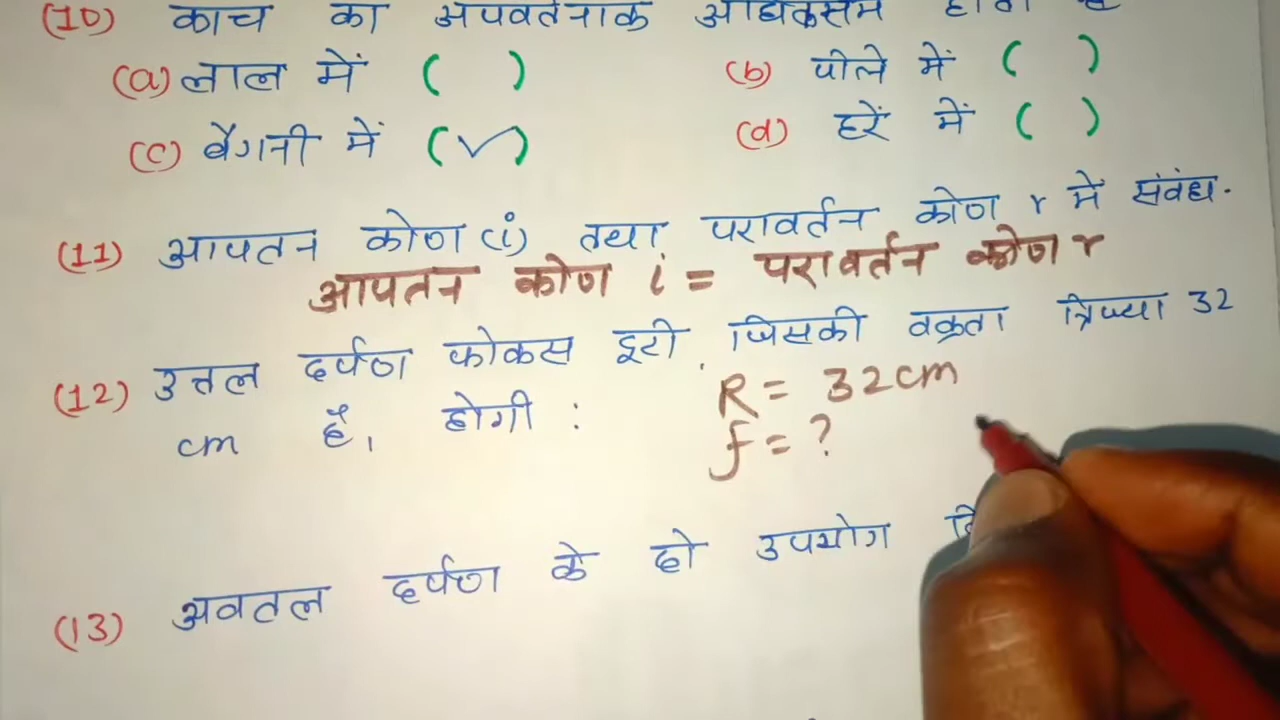 (10) काच का अपवर्तनांक अधिकतम होता है
(a) लाल में ( ) (b) पीले में ( )
(c) बैगनी में (✓) (d) हरें में ( )
(11) आपतन कोण (i) तथा परावर्तन कोण r में संबंध.
आपतन कोण i = परावर्तन कोण r
(12) उत्तल दर्पण फोकस दूरी जिसकी वक्रता त्रिज्या 32
cm है, होगी :
R = 32cm
f = ?
(13) अवतल दर्पण के दो उपयोग